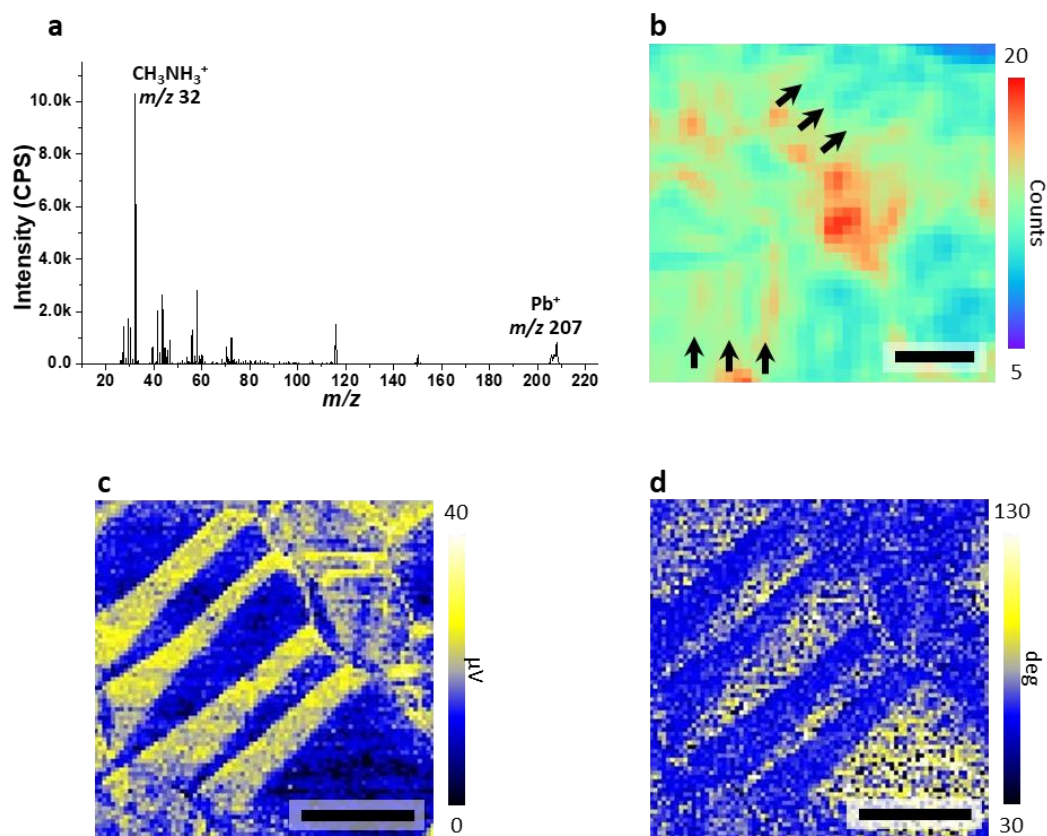 a
CH₃NH₃⁺
m/z 32
10.0k
8.0k
6.0k
4.0k
2.0k
0.0
Intensity (CPS)
Pb⁺
m/z 207
20 40 60 80 100 120 140 160 180 200 220
m/z
b
20
Counts
5
c
40
µV
0
d
130
deg
30